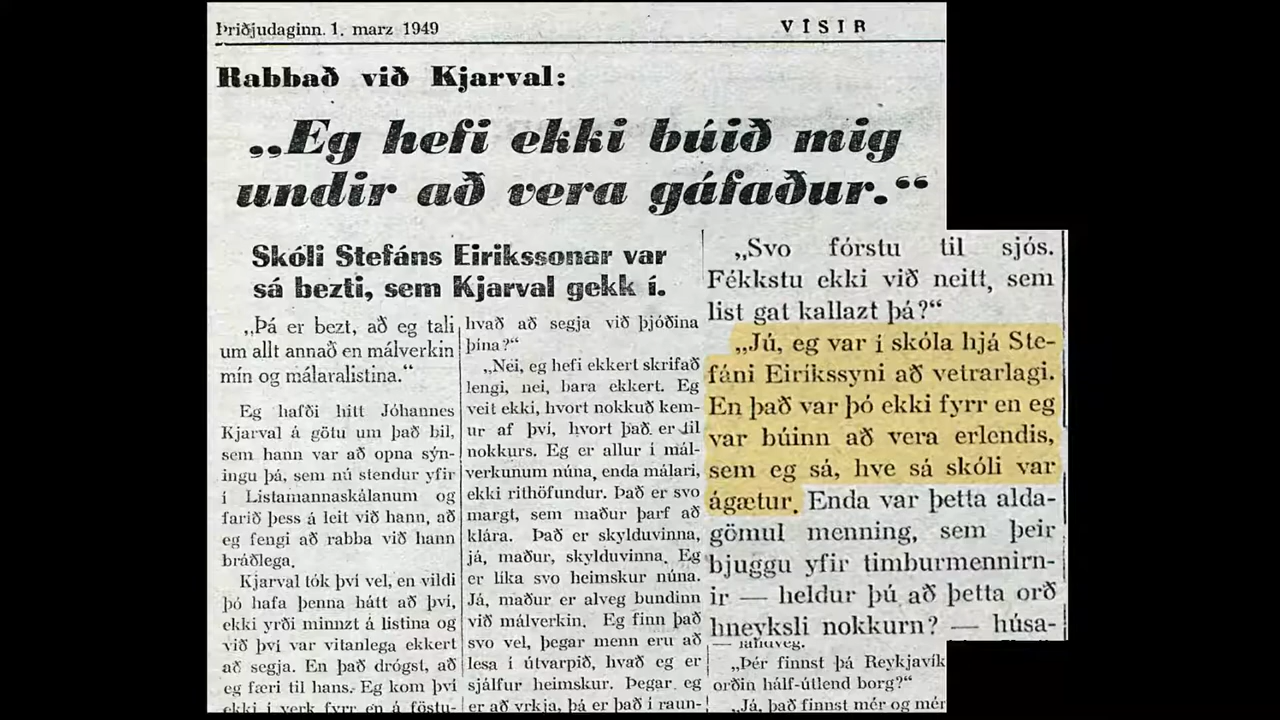 Þriðjudaginn. 1. marz 1949
VÍSIR
Rabbað við Kjarval:
„Eg hefi ekki búið mig
undir að vera gáfaður.“
Skóli Stefáns Eiríkssonar var
sá bezti, sem Kjarval gekk í.
„Þá er bezt, að eg tali
um allt annað en málverkin
mín og málaralistina.“
Eg hafði hitt Jóhannes
Kjarval á götu um það bil,
sem hann var að opna sýn-
ingu þá, sem nú stendur yfir
í Listamannaskálanum og
farið þess á leit við hann, að
eg fengi að rabba við hann
bráðlega.
Kjarval tók því vel, en vildi
þó hafa þenna hátt að því,
ekki yrði minnzt á listina og
við því var vitanlega ekkert
að segja. En það drógst, að
eg færi til hans. Eg kom því
ekki í verk fyrr en á föstu-
hvað að segja við þjóðina
þína?“
„Nei, eg hefi ekkert skrifað
lengi, nei, bara ekkert. Eg
veit ekki, hvort nokkuð kem-
ur af því, hvort það er til
nokkurs. Eg er allur í mál-
verkunum núna, enda málari,
ekki rithöfundur. Það er svo
margt, sem maður þarf að
klára. Það er skylduvinna,
já, maður, skylduvinna. Eg
er líka svo heimskur núna.
Já, maður er alveg bundinn
við málverkin. Eg finn það
svo vel, þegar menn eru að
lesa í útvarpið, hvað eg er
sjálfur heimskur. Þegar eg
er að yrkja, þá er það í raun-
„Svo fórstu til sjós.
Fékkstu ekki við neitt, sem
list gat kallazt þá?“
„Jú, eg var í skóla hjá Ste-
fáni Eiríkssyni að vetrarlagi.
En það var þó ekki fyrr en eg
var búinn að vera erlendis,
sem eg sá, hve sá skóli var
ágætur. Enda var þetta alda-
gömul menning, sem þeir
bjuggu yfir timburmennirn-
ir — heldur þú að þetta orð
hneyksli nokkurn? — húsa-
„Þér finnst þá Reykjavík
orðin hálf-útlend borg?“
„Já, það finnst mér og mér